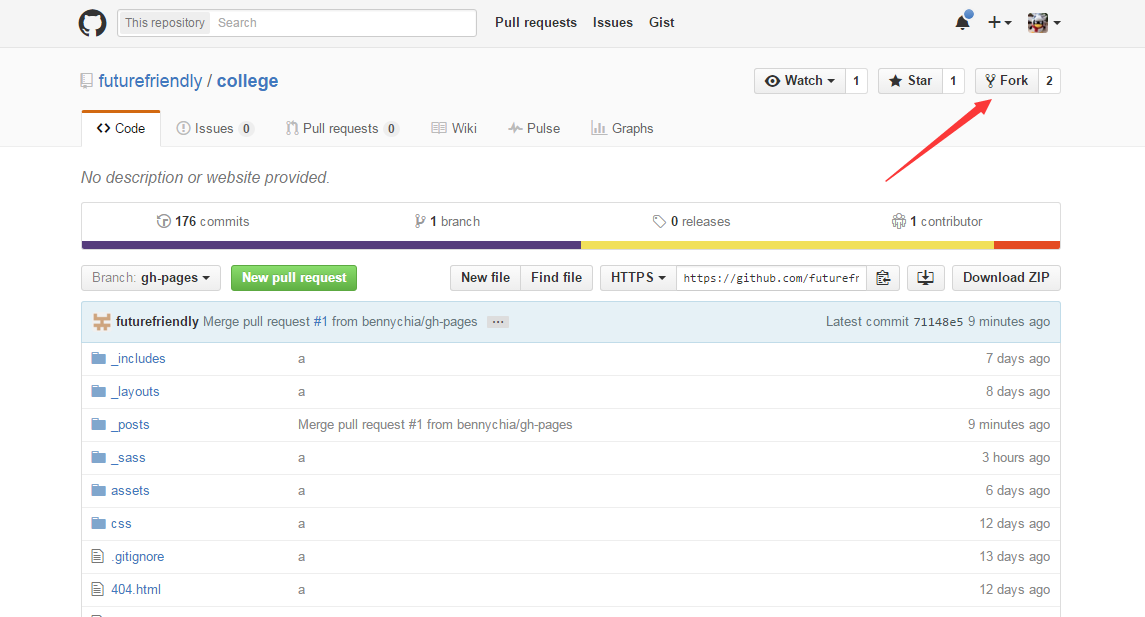 This repository Search Pull requests Issues Gist
futurefriendly / college Watch 1 Star 1 Fork 2
Code Issues 0 Pull requests 0 Wiki Pulse Graphs
No description or website provided.
176 commits 1 branch 0 releases 1 contributor
Branch: gh-pages New pull request New file Find file HTTPS https://github.com/futurefr Download ZIP
futurefriendly Merge pull request #1 from bennychia/gh-pages … Latest commit 71148e5 9 minutes ago
_includes a 7 days ago
_layouts a 8 days ago
_posts Merge pull request #1 from bennychia/gh-pages 9 minutes ago
_sass a 3 hours ago
assets a 6 days ago
css a 12 days ago
.gitignore a 13 days ago
404.html a 12 days ago